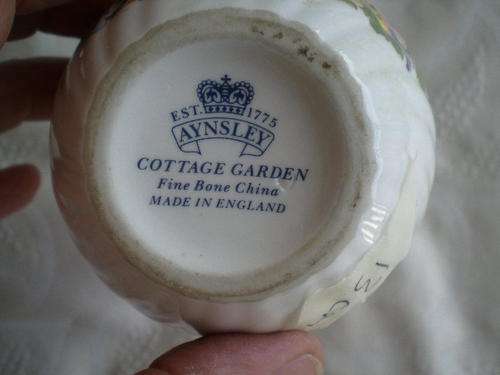 EST. 1775
AYNSLEY
COTTAGE GARDEN
Fine Bone China
MADE IN ENGLAND